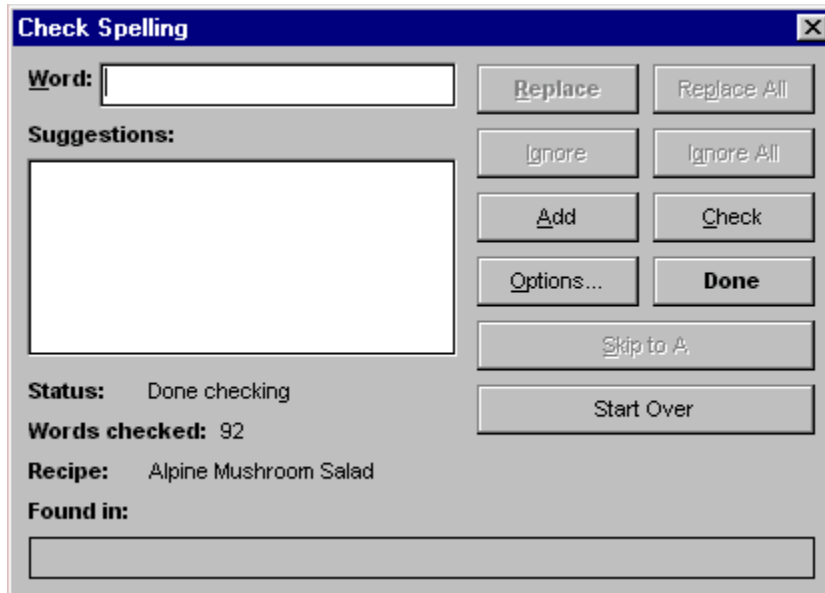 Check Spelling
Word:
Replace
Replace All
Suggestions:
Ignore
Ignore All
Add
Check
Options...
Done
Skip to A
Start Over
Status: Done checking
Words checked: 92
Recipe: Alpine Mushroom Salad
Found in: